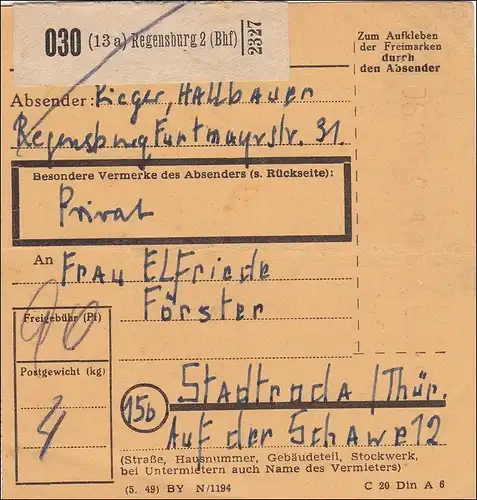 030 (13a) Regensburg 2 (Bhf) 2327
Zum Aufkleben
der Freimarken
durch
den Absender
Absender: Rieger, Hallbauer
Regensburg Furtmayrstr. 31.
Besondere Vermerke des Absenders (s. Rückseite):
Privat
An Frau Elfriede
Förster
Freigebühr (Pf)
90
Postgewicht (kg)
4
15b Stadtroda / Thür.
Auf der Schawe 12
(Straße, Hausnummer, Gebäudeteil, Stockwerk,
bei Untermietern auch Name des Vermieters)
(5. 49) BY N/1194
C 20 Din A 6